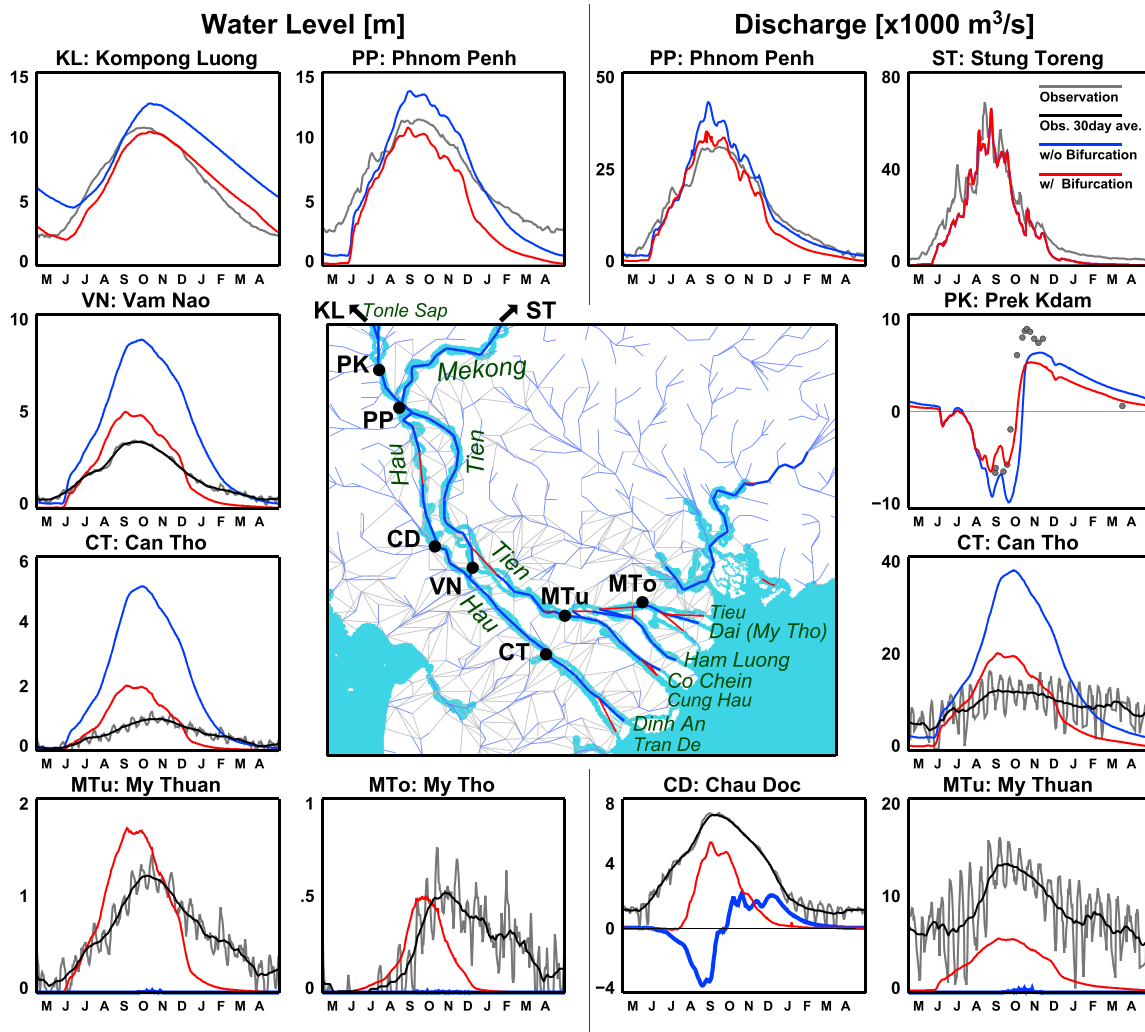 Water Level [m]
Discharge [x1000 m³/s]
KL: Kompong Luong
PP: Phnom Penh
PP: Phnom Penh
ST: Stung Toreng
15
10
5
0
M J J A S O N D J F M A
15
10
5
0
M J J A S O N D J F M A
50
25
0
M J J A S O N D J F M A
80
40
0
M J J A S O N D J F M A
Observation
Obs. 30day ave.
w/o Bifurcation
w/ Bifurcation
VN: Vam Nao
10
5
0
M J J A S O N D J F M A
KL
Tonle Sap
ST
PK
Mekong
PP
Hau
Tien
CD
VN
Tien
Hau
MTu
MTo
CT
Tieu
Dai (My Tho)
Ham Luong
Co Chein
Cung Hau
Dinh An
Tran De
PK: Prek Kdam
10
0
−10
M J J A S O N D J F M A
CT: Can Tho
6
4
2
0
M J J A S O N D J F M A
CT: Can Tho
40
20
0
M J J A S O N D J F M A
MTu: My Thuan
2
1
0
M J J A S O N D J F M A
MTo: My Tho
1
.5
0
M J J A S O N D J F M A
CD: Chau Doc
8
4
0
−4
M J J A S O N D J F M A
MTu: My Thuan
20
10
0
M J J A S O N D J F M A